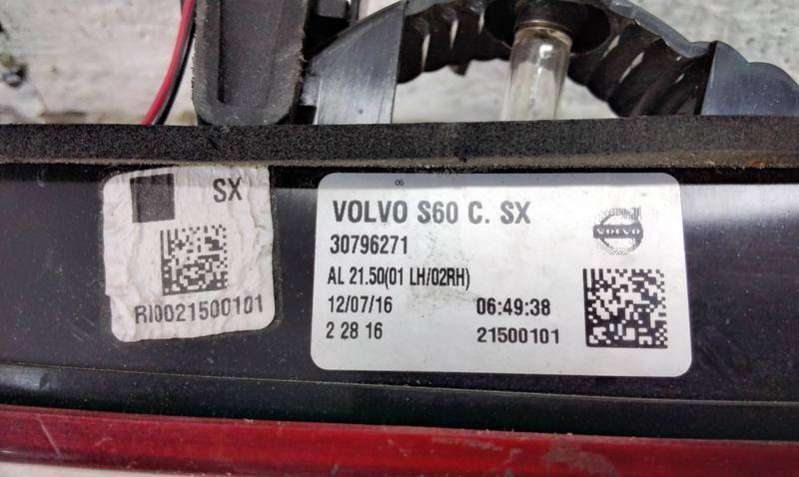 SX
RI0021500101
06
VOLVO S60 C. SX
30796271
VOLVO
AL 21.50(01 LH/02RH)
12/07/16 06:49:38
2 28 16 21500101